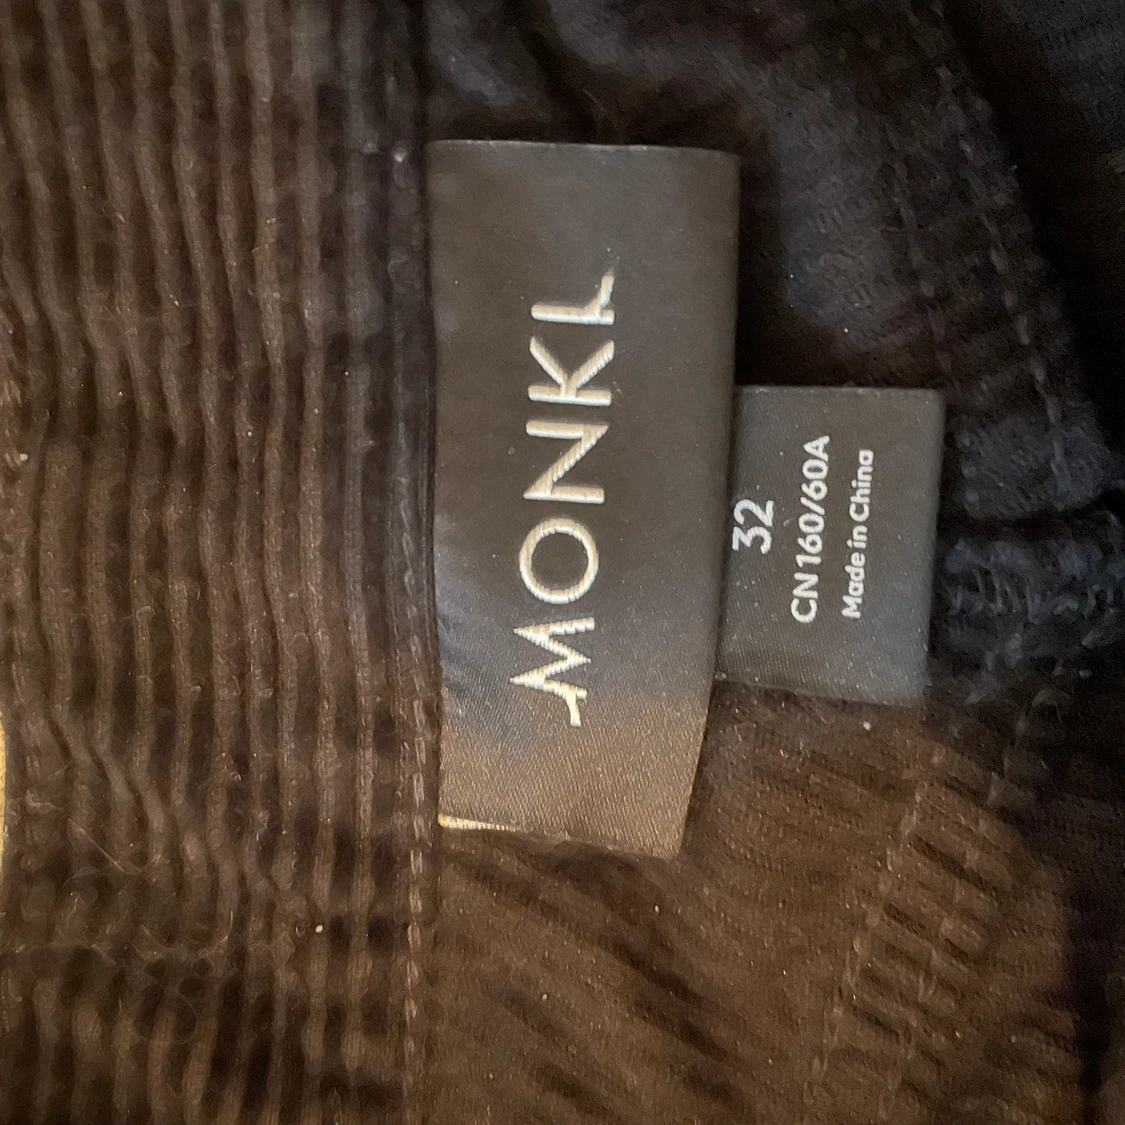 MONKI
32
CN 160/60A
Made in China